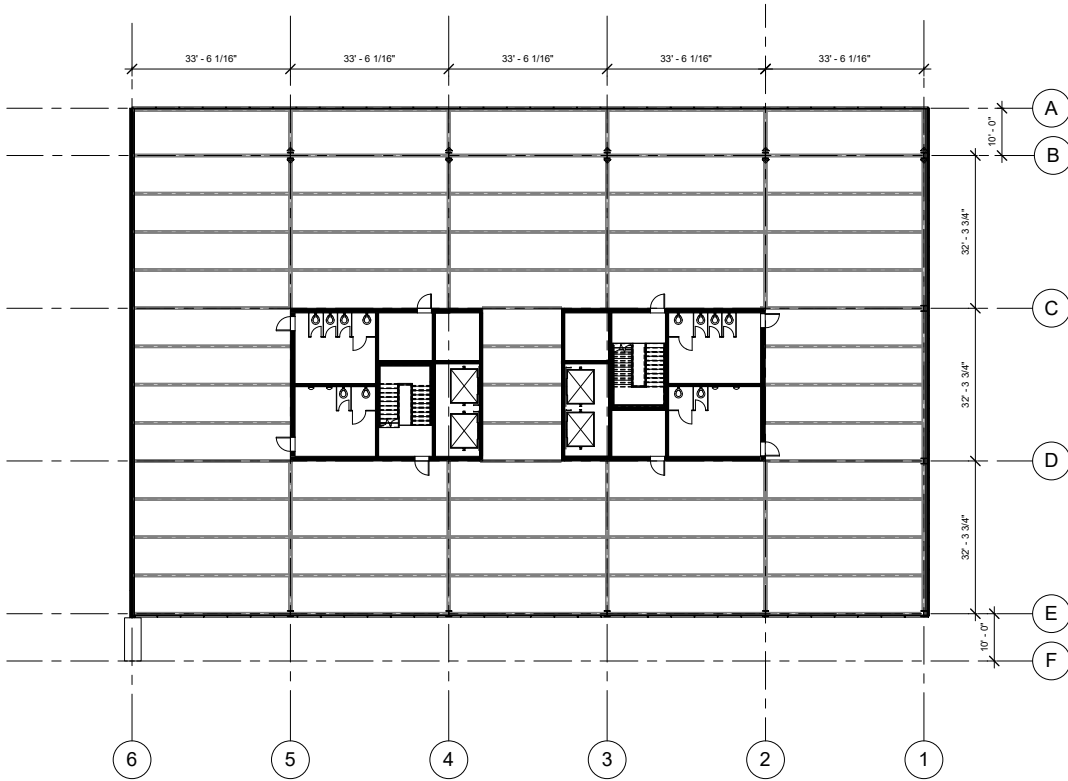 33' - 6 1/16"
33' - 6 1/16"
33' - 6 1/16"
33' - 6 1/16"
33' - 6 1/16"
A
10' - 0"
B
32' - 3 3/4"
C
32' - 3 3/4"
D
32' - 3 3/4"
E
10' - 0"
F
6
5
4
3
2
1